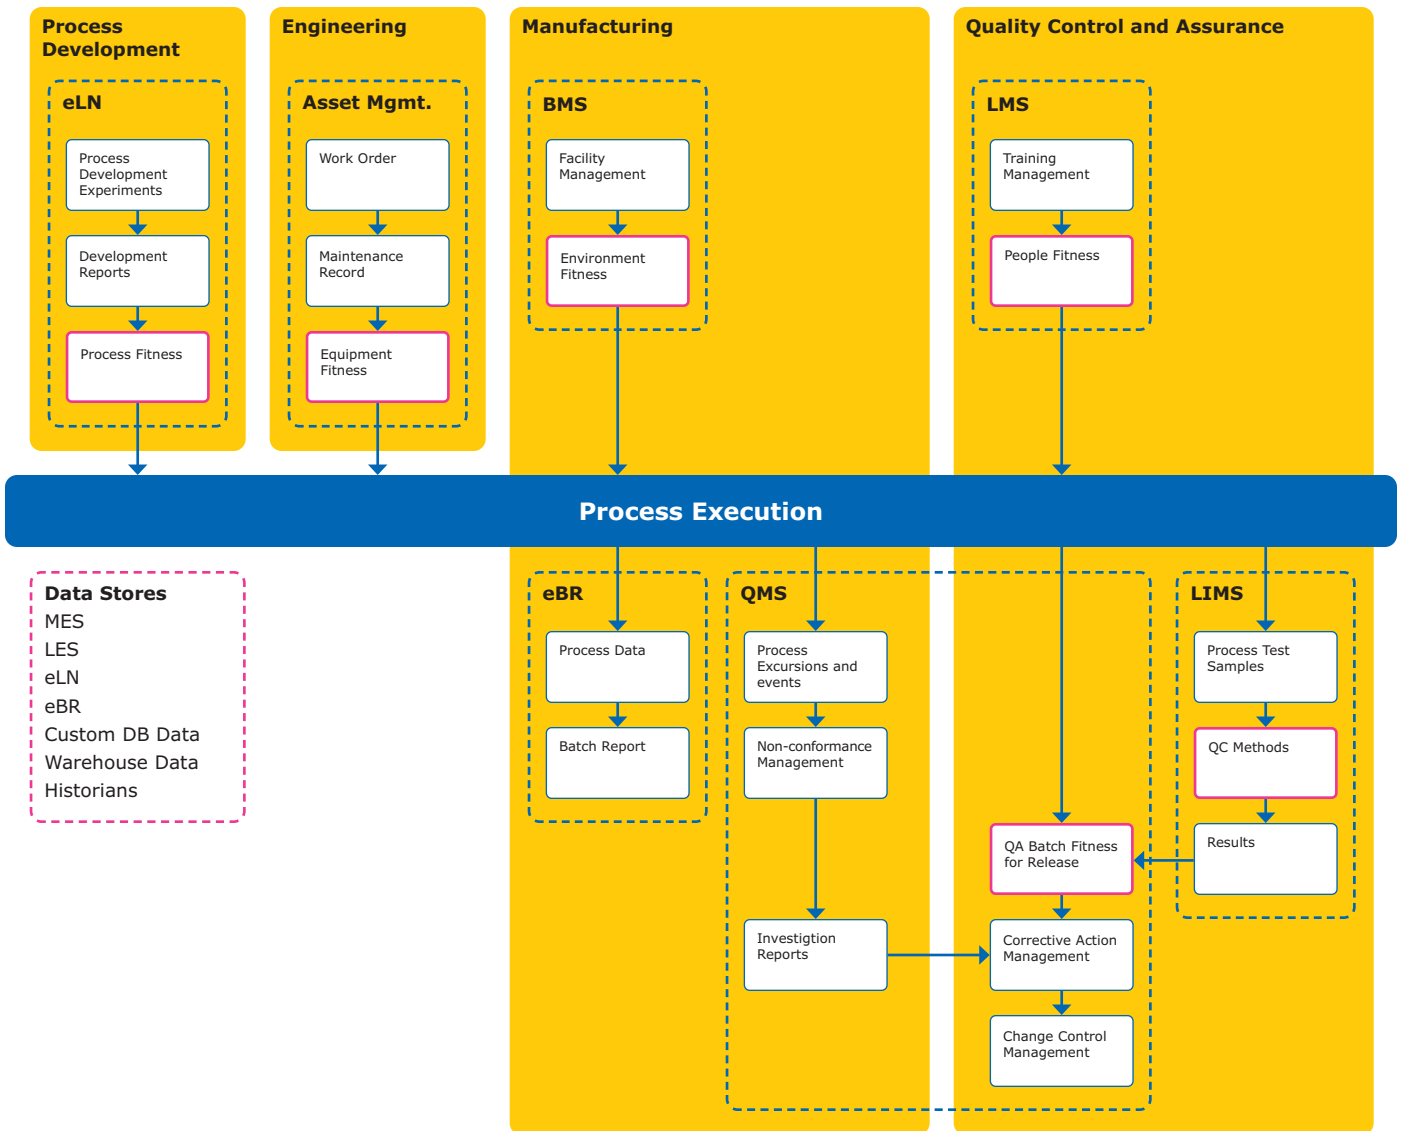 Process
Development
eLN
Process
Development
Experiments
Development
Reports
Process Fitness
Engineering
Asset Mgmt.
Work Order
Maintenance
Record
Equipment
Fitness
Manufacturing
BMS
Facility
Management
Environment
Fitness
Quality Control and Assurance
LMS
Training
Management
People Fitness
Process Execution
Data Stores
MES
LES
eLN
eBR
Custom DB Data
Warehouse Data
Historians
eBR
Process Data
Batch Report
QMS
Process
Excursions and
events
Non-conformance
Management
Investigtion
Reports
QA Batch Fitness
for Release
Corrective Action
Management
Change Control
Management
LIMS
Process Test
Samples
QC Methods
Results